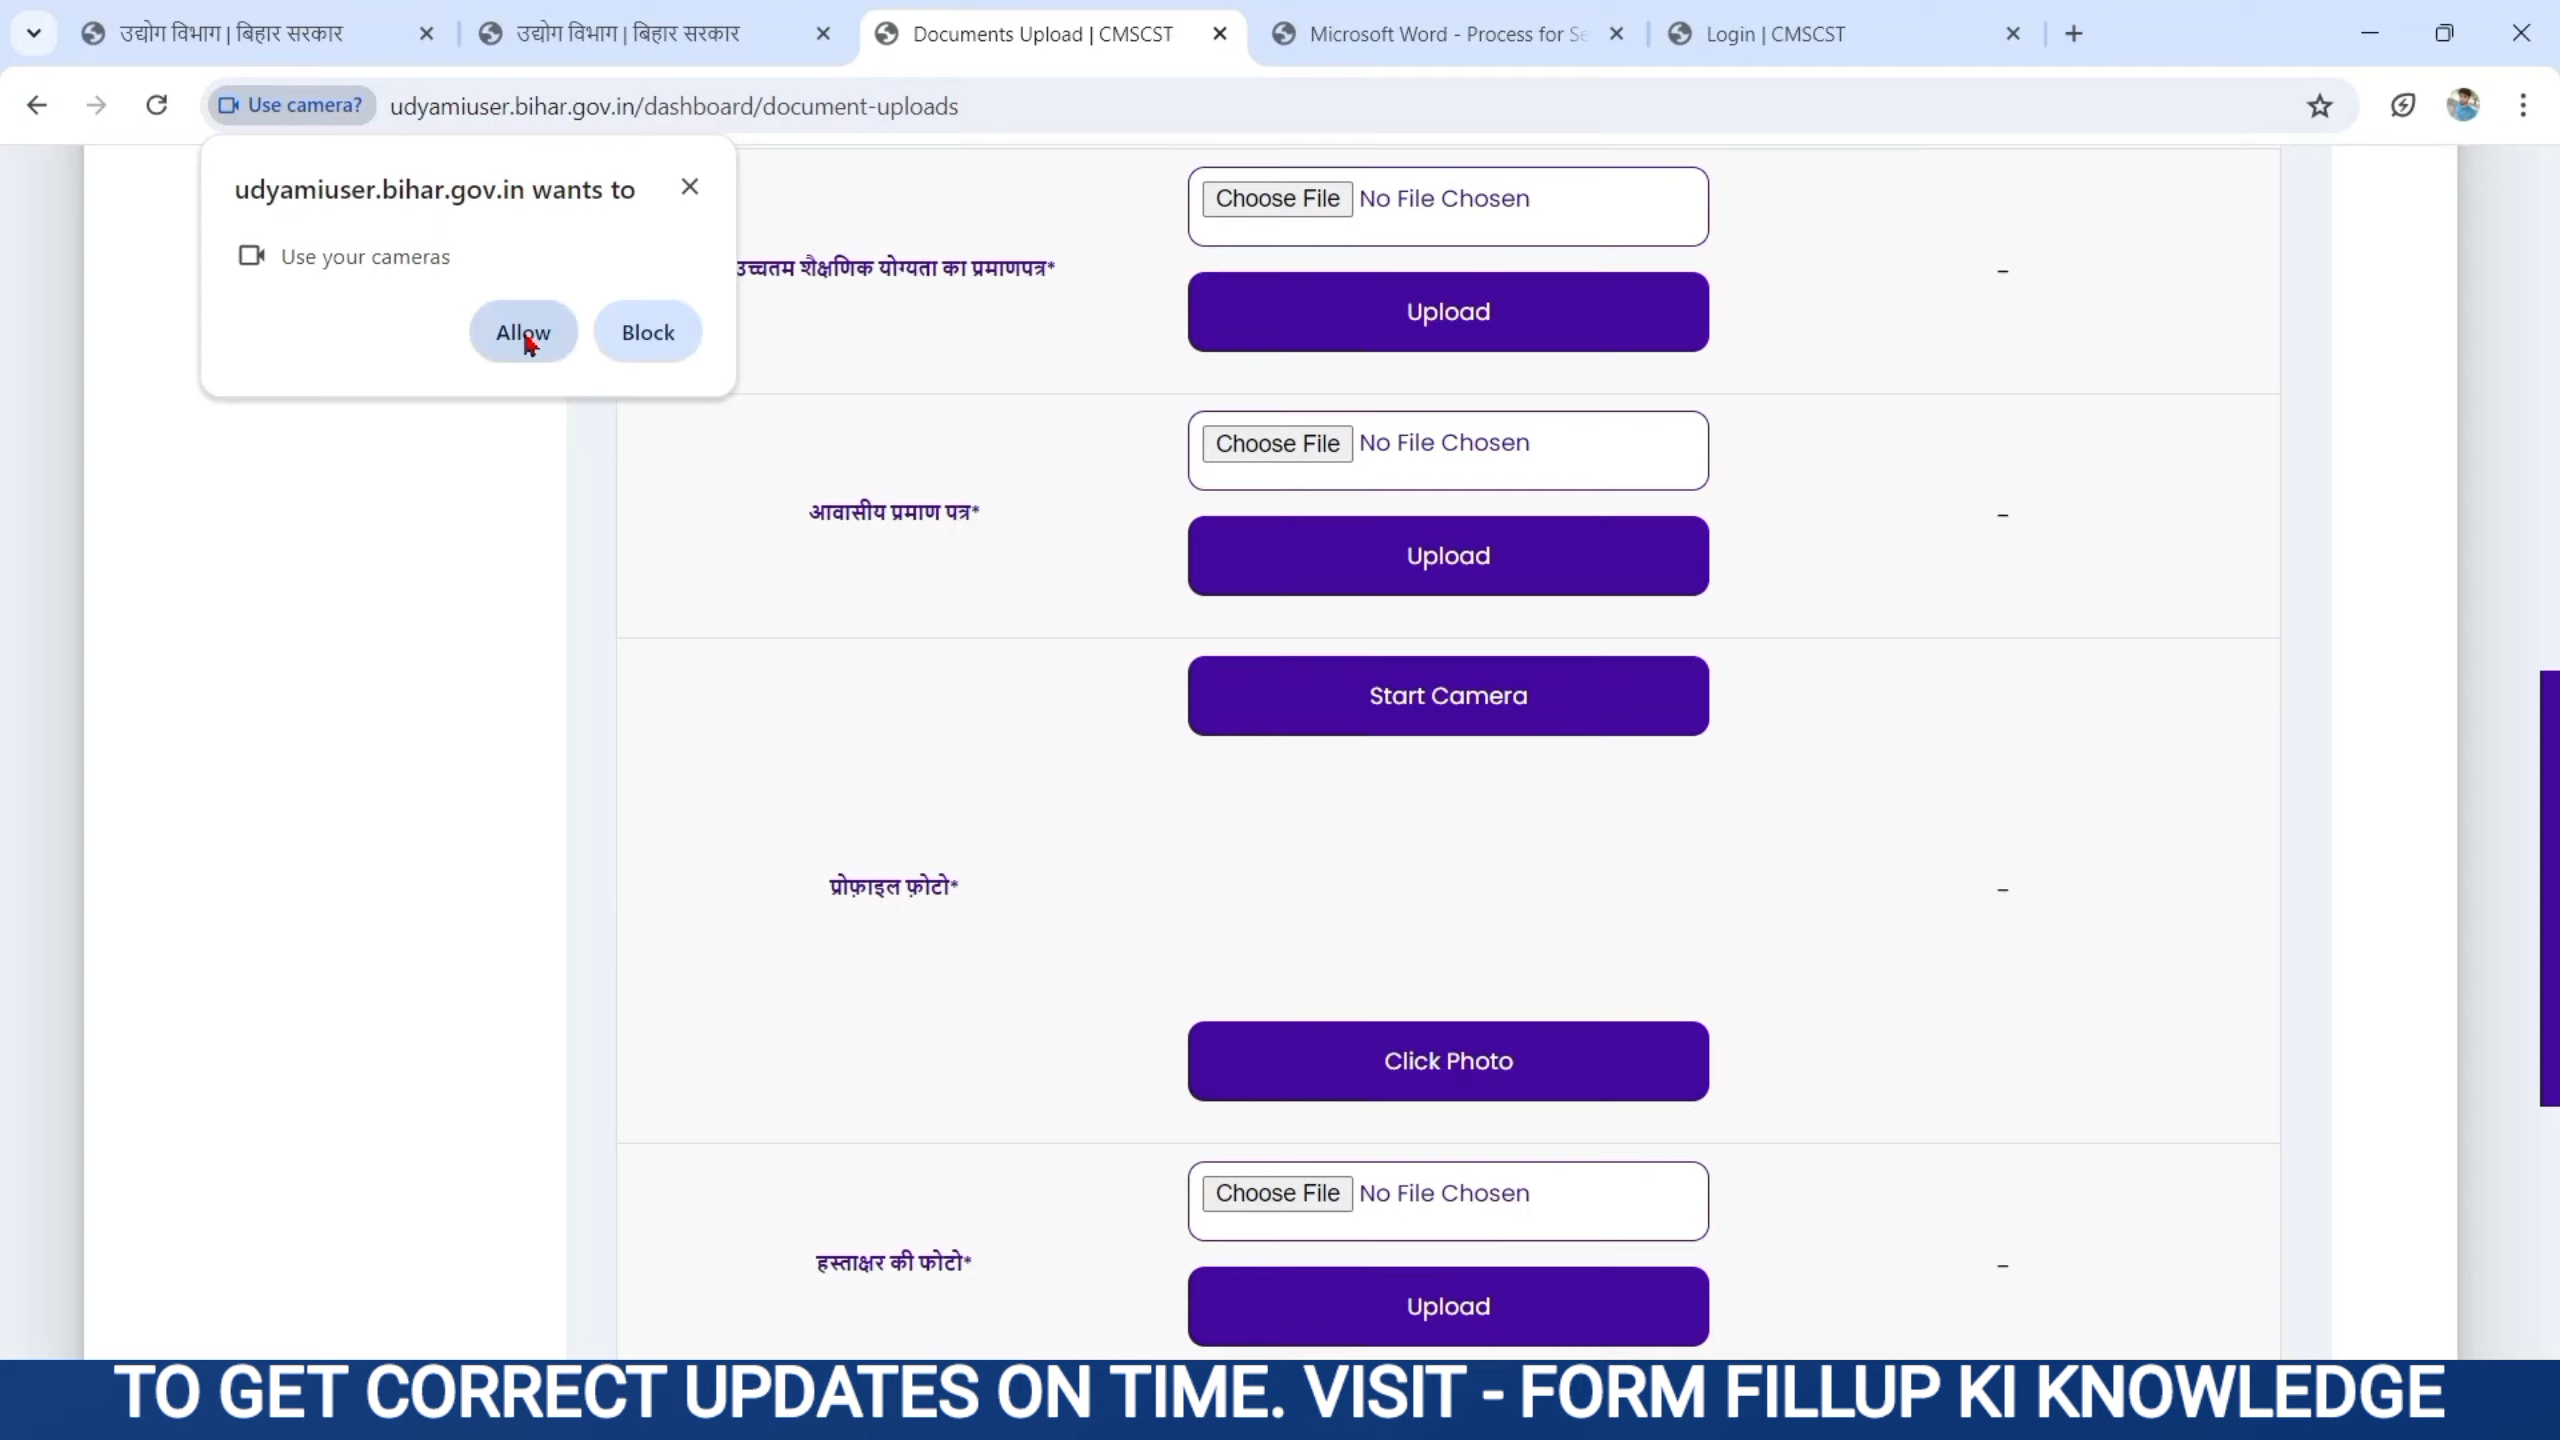 उद्योग विभाग | बिहार सरकार
उद्योग विभाग | बिहार सरकार
Documents Upload | CMSCST
Microsoft Word - Process for Se
Login | CMSCST
Use camera?
udyamiuser.bihar.gov.in/dashboard/document-uploads
udyamiuser.bihar.gov.in wants to
Use your cameras
Allow
Block
उच्चतम शैक्षणिक योग्यता का प्रमाणपत्र*
Choose File No File Chosen
Upload
–
आवासीय प्रमाण पत्र*
Choose File No File Chosen
Upload
–
प्रोफ़ाइल फ़ोटो*
Start Camera
Click Photo
–
हस्ताक्षर की फोटो*
Choose File No File Chosen
Upload
–
TO GET CORRECT UPDATES ON TIME. VISIT - FORM FILLUP KI KNOWLEDGE